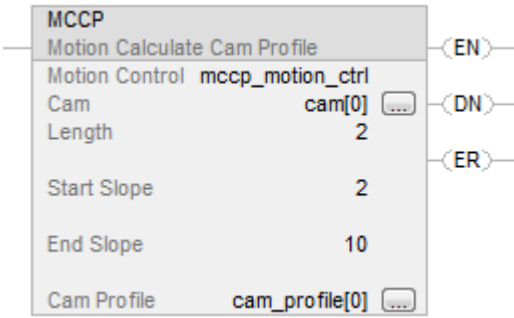 MCCP
Motion Calculate Cam Profile (EN)
Motion Control mccp_motion_ctrl
Cam cam[0] ... (DN)
Length 2
(ER)
Start Slope 2
End Slope 10
Cam Profile cam_profile[0] ...